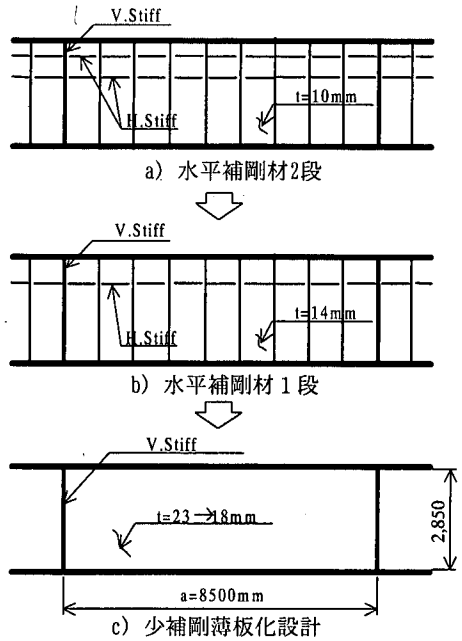 V.Stiff
H.Stiff
t=10mm
a) 水平補剛材2段
V.Stiff
H.Stiff
t=14mm
b) 水平補剛材1段
V.Stiff
t=23→18mm
2,850
a=8500mm
c) 少補剛薄板化設計